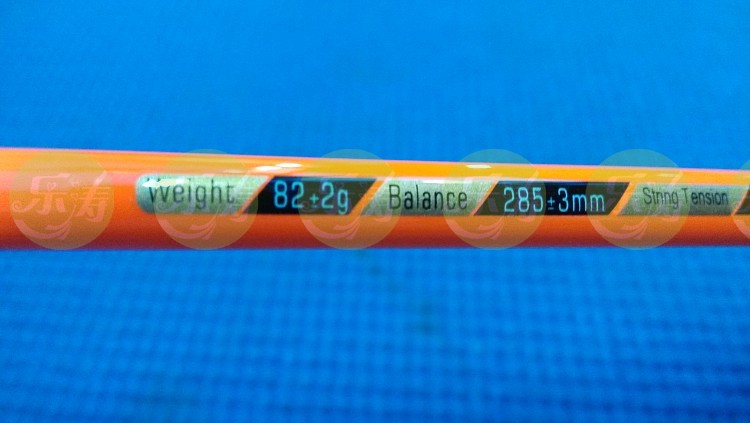 Weight 82±2g Balance 285±3mm String Tension
乐涛